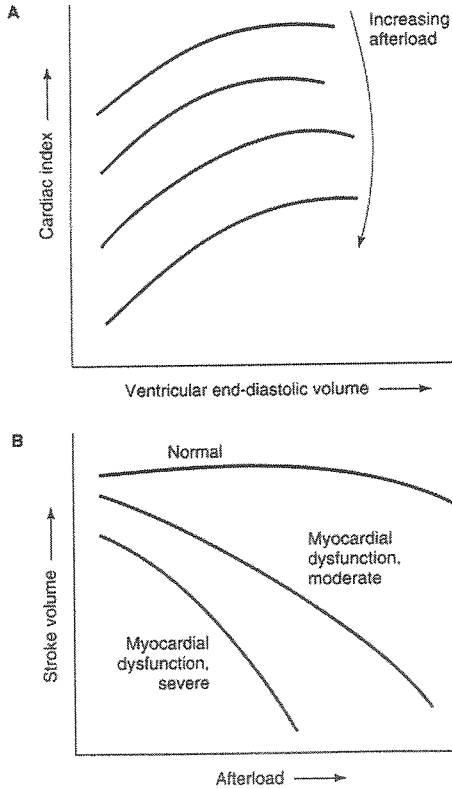 A
Increasing
afterload
Cardiac index
Ventricular end-diastolic volume
B
Normal
Myocardial
dysfunction,
moderate
Myocardial
dysfunction,
severe
Stroke volume
Afterload